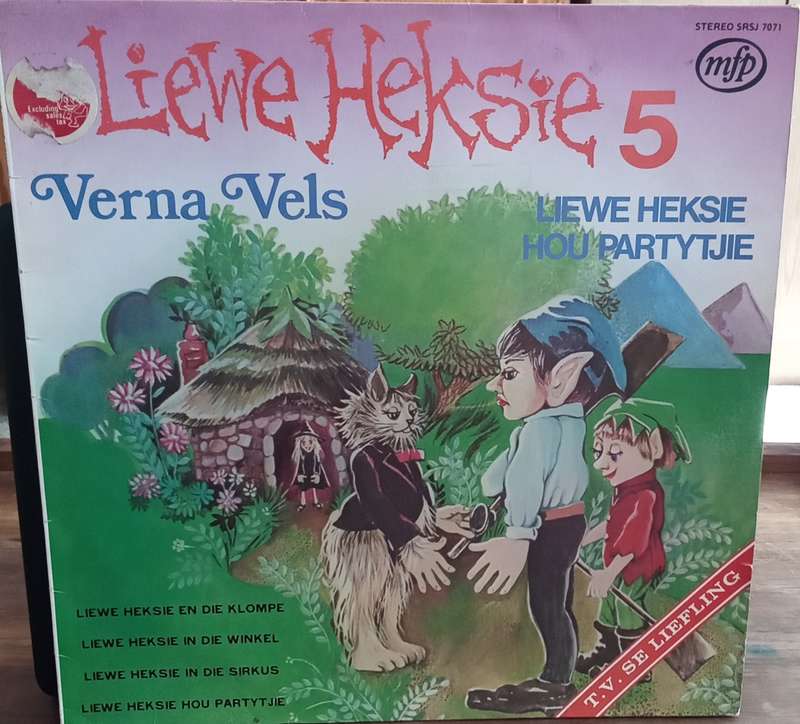 STEREO SRSJ 7071
mfp
Liewe Heksie 5
Excluding
sales
tax
Verna Vels
LIEWE HEKSIE
HOU PARTYTJIE
LIEWE HEKSIE EN DIE KLOMPE
LIEWE HEKSIE IN DIE WINKEL
LIEWE HEKSIE IN DIE SIRKUS
LIEWE HEKSIE HOU PARTYTJIE
T.V. SE LIEFLING